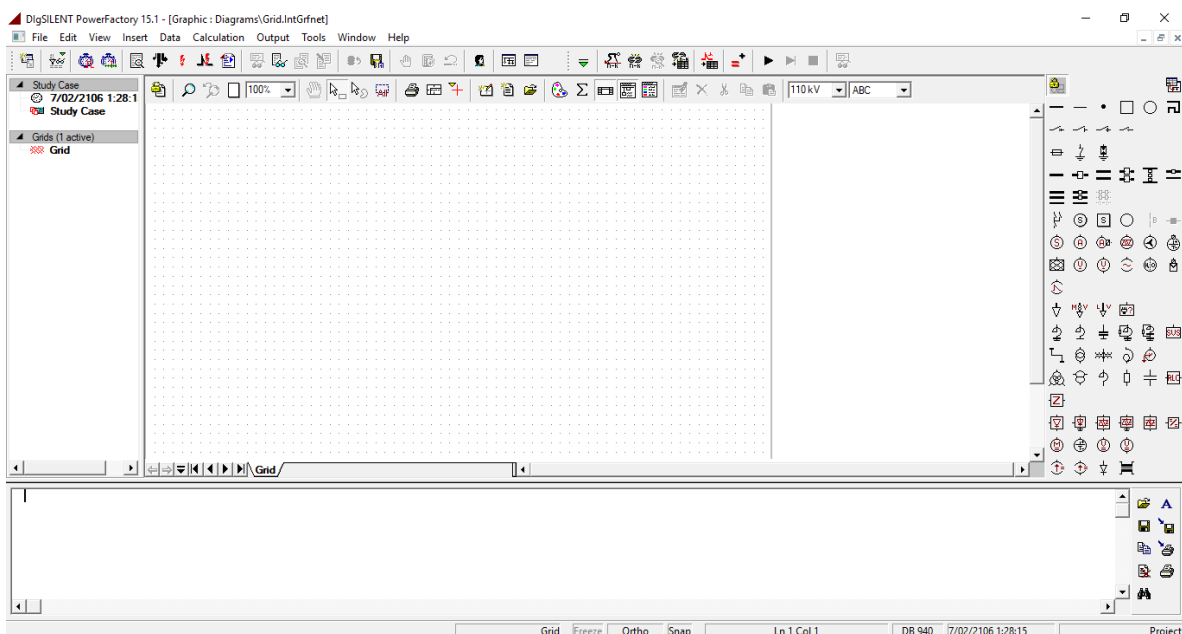 DIgSILENT PowerFactory 15.1 - [Graphic : Diagrams\Grid.IntGrfnet]
File Edit View Insert Data Calculation Output Tools Window Help
Study Case
7/02/2106 1:28:1
Study Case
Grids (1 active)
Grid
100%
110 kV
ABC
Grid
SVS
RLC
Z
Grid Freeze Ortho Snap Ln 1 Col 1 DB 940 7/02/2106 1:28:15 Project